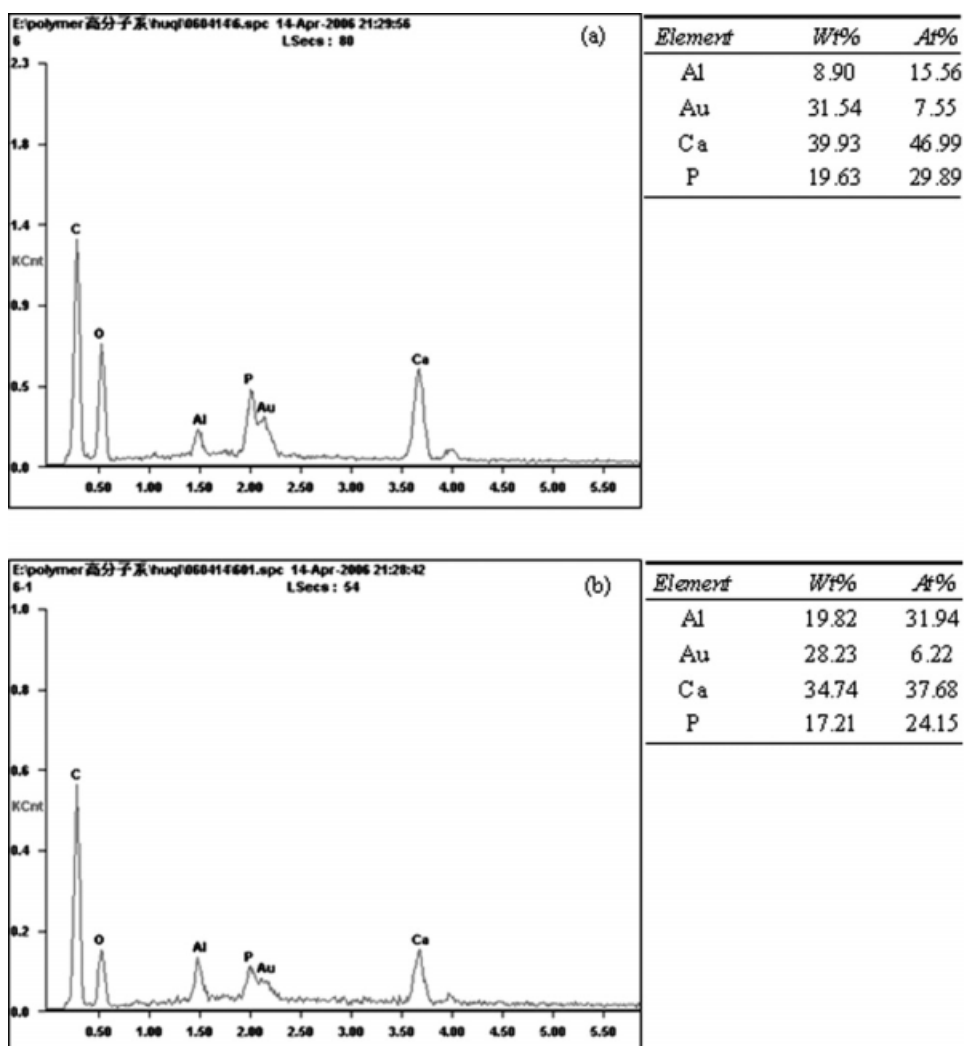 E:\polymer高分子系\huql\060414\6.spc 14-Apr-2006 21:29:56
6 LSecs : 80
(a)
2.3
1.8
1.4
KCnt
0.9
0.5
0.0
C
O
Al
P
Au
Ca
0.50 1.00 1.50 2.00 2.50 3.00 3.50 4.00 4.50 5.00 5.50
Element Wt% At%
Al 8.90 15.56
Au 31.54 7.55
Ca 39.93 46.99
P 19.63 29.89
E:\polymer高分子系\huql\060414\601.spc 14-Apr-2006 21:28:42
6-1 LSecs : 54
(b)
1.0
0.8
0.6
KCnt
0.4
0.2
0.0
C
O
Al
P
Au
Ca
0.50 1.00 1.50 2.00 2.50 3.00 3.50 4.00 4.50 5.00 5.50
Element Wt% At%
Al 19.82 31.94
Au 28.23 6.22
Ca 34.74 37.68
P 17.21 24.15